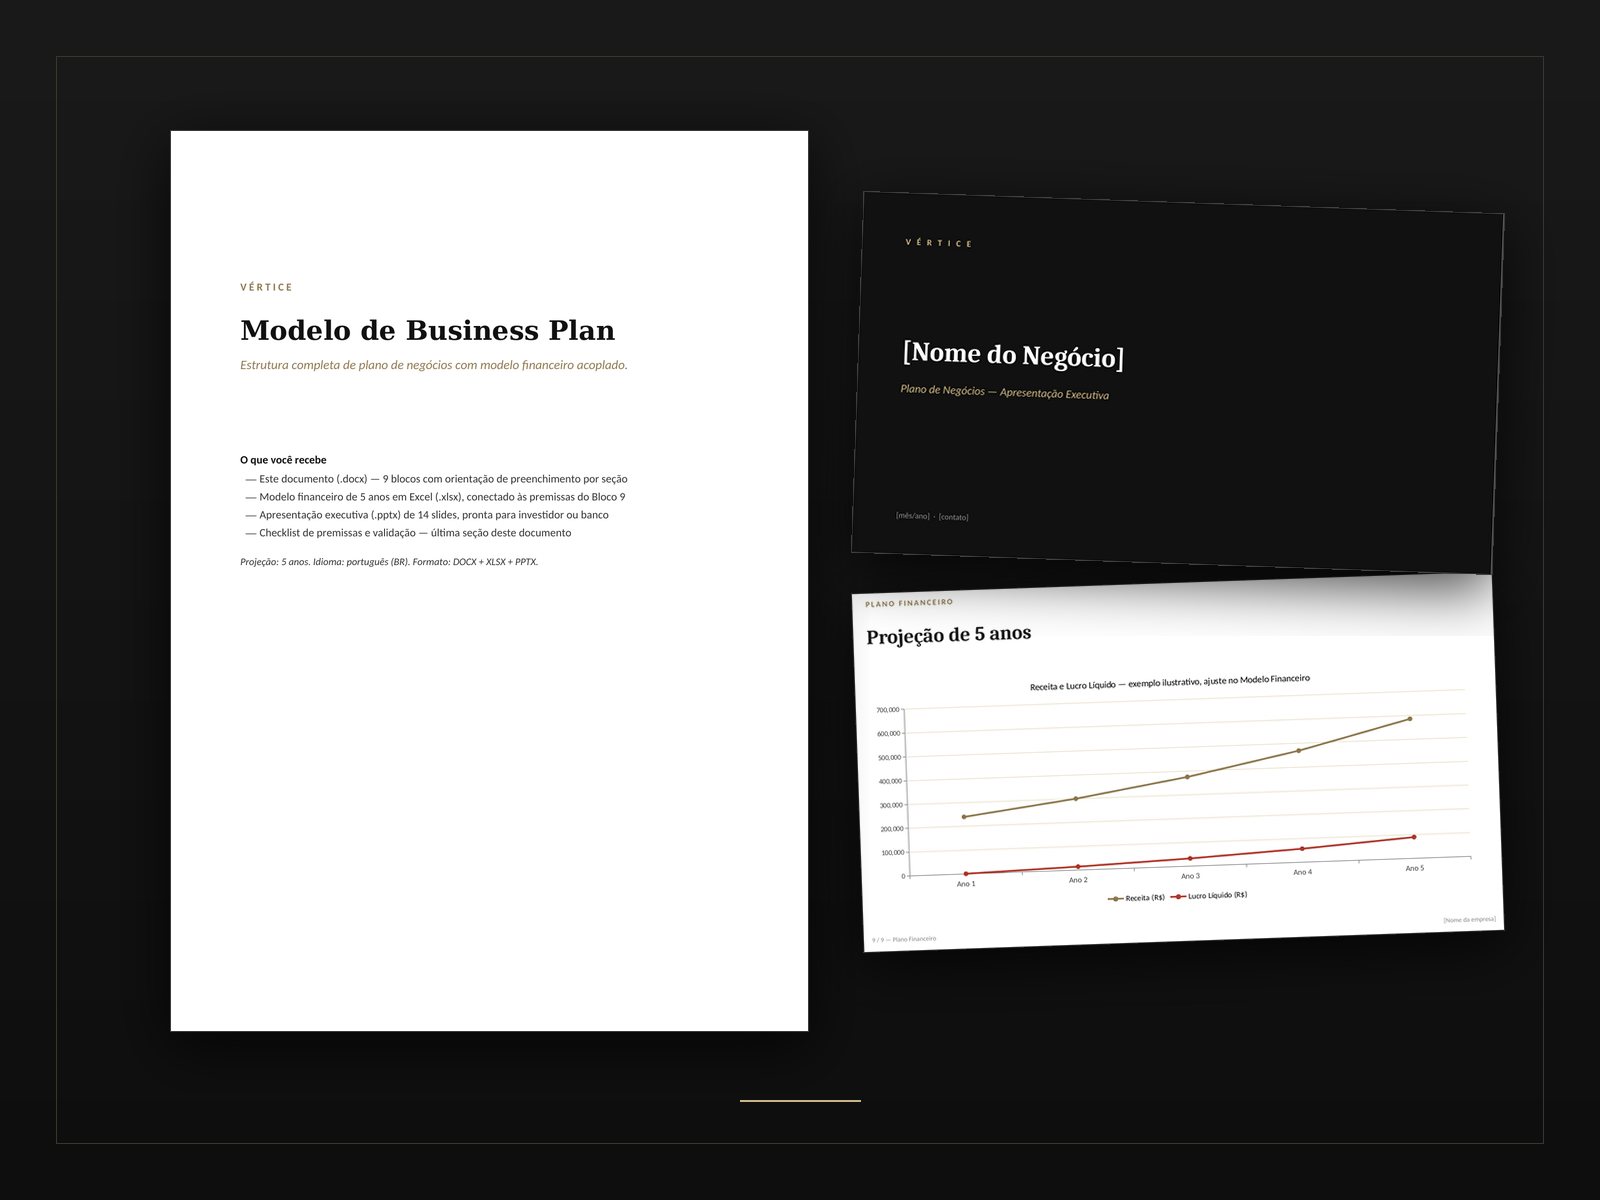 VÉRTICE
Modelo de Business Plan
Estrutura completa de plano de negócios com modelo financeiro acoplado.
O que você recebe
— Este documento (.docx) — 9 blocos com orientação de preenchimento por seção
— Modelo financeiro de 5 anos em Excel (.xlsx), conectado às premissas do Bloco 9
— Apresentação executiva (.pptx) de 14 slides, pronta para investidor ou banco
— Checklist de premissas e validação — última seção deste documento
Projeção: 5 anos. Idioma: português (BR). Formato: DOCX + XLSX + PPTX.
VÉRTICE
[Nome do Negócio]
Plano de Negócios — Apresentação Executiva
[mês/ano] · [contato]
PLANO FINANCEIRO
Projeção de 5 anos
Receita e Lucro Líquido — exemplo ilustrativo, ajuste no Modelo Financeiro
700,000
600,000
500,000
400,000
300,000
200,000
100,000
0
Ano 1 Ano 2 Ano 3 Ano 4 Ano 5
Receita (R$) Lucro Líquido (R$)
9 / 9 — Plano Financeiro
[Nome da empresa]